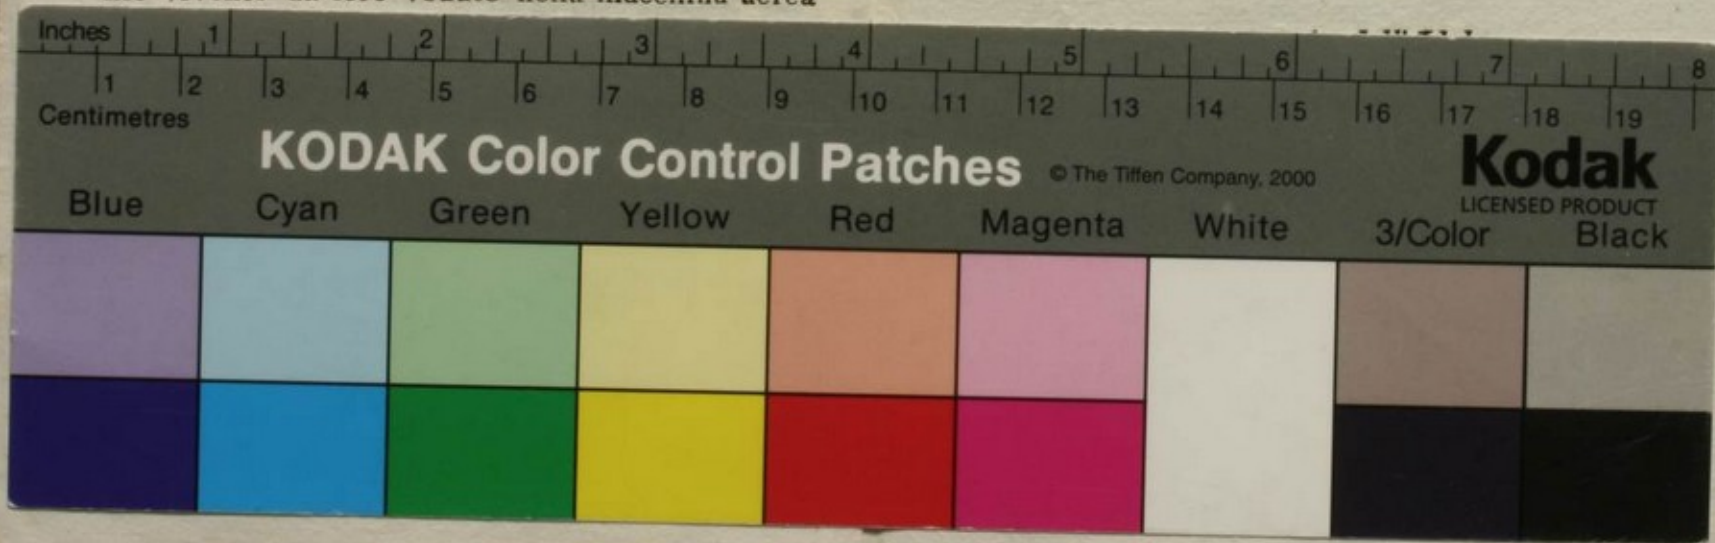 macchina aerea
Inches 1 2 3 4 5 6 7 8
1 2 3 4 5 6 7 8 9 10 11 12 13 14 15 16 17 18 19
Centimetres
KODAK Color Control Patches © The Tiffen Company, 2000 Kodak
LICENSED PRODUCT
Blue Cyan Green Yellow Red Magenta White 3/Color Black